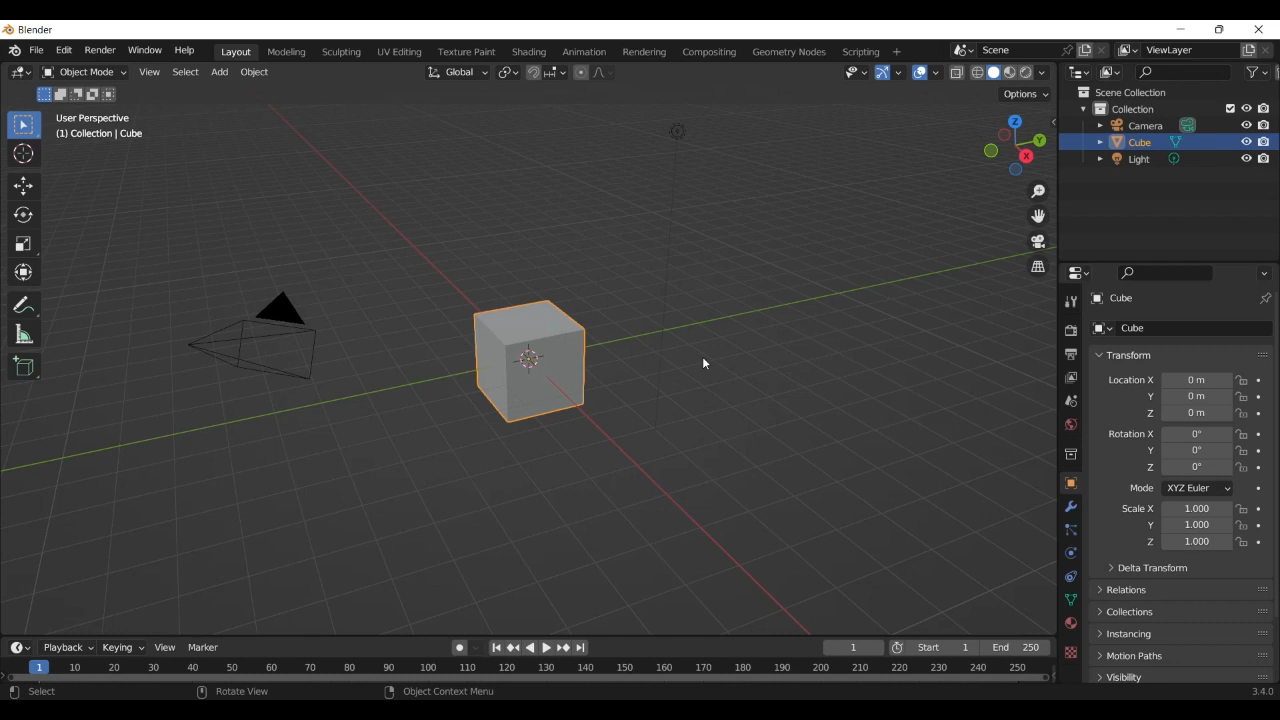 Blender
File Edit Render Window Help Layout Modeling Sculpting UV Editing Texture Paint Shading Animation Rendering Compositing Geometry Nodes Scripting + Scene ViewLayer
Object Mode View Select Add Object Global
Options
User Perspective
(1) Collection | Cube
Z
Y
X
Scene Collection
Collection
Camera
Cube
Light
Cube
Cube
Transform
Location X 0 m
Y 0 m
Z 0 m
Rotation X 0°
Y 0°
Z 0°
Mode XYZ Euler
Scale X 1.000
Y 1.000
Z 1.000
Delta Transform
Relations
Collections
Instancing
Motion Paths
Visibility
Playback Keying View Marker 1 Start 1 End 250
1 10 20 30 40 50 60 70 80 90 100 110 120 130 140 150 160 170 180 190 200 210 220 230 240 250
Select Rotate View Object Context Menu 3.4.0